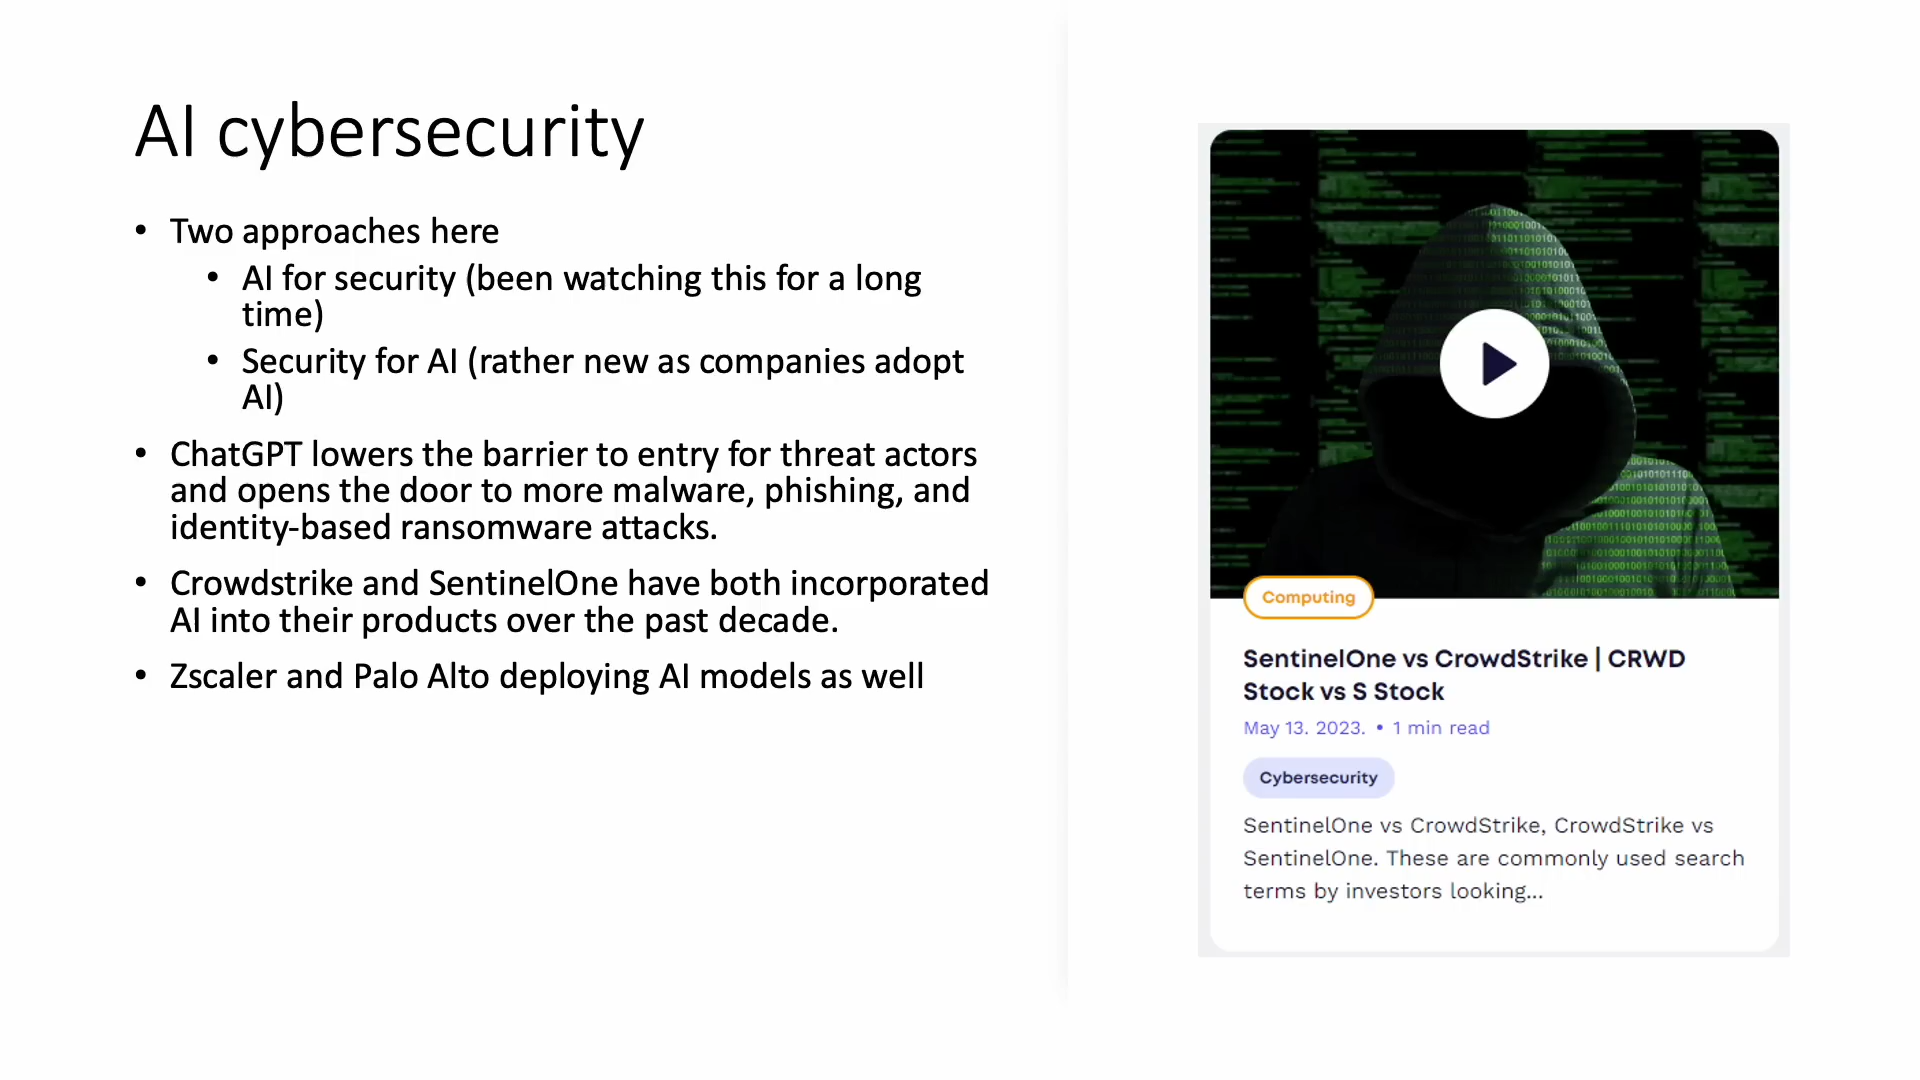 AI cybersecurity
• Two approaches here
• AI for security (been watching this for a long
time)
• Security for AI (rather new as companies adopt
AI)
• ChatGPT lowers the barrier to entry for threat actors
and opens the door to more malware, phishing, and
identity-based ransomware attacks.
• Crowdstrike and SentinelOne have both incorporated
AI into their products over the past decade.
• Zscaler and Palo Alto deploying AI models as well
Computing
SentinelOne vs CrowdStrike | CRWD
Stock vs S Stock
May 13. 2023. • 1 min read
Cybersecurity
SentinelOne vs CrowdStrike, CrowdStrike vs
SentinelOne. These are commonly used search
terms by investors looking...